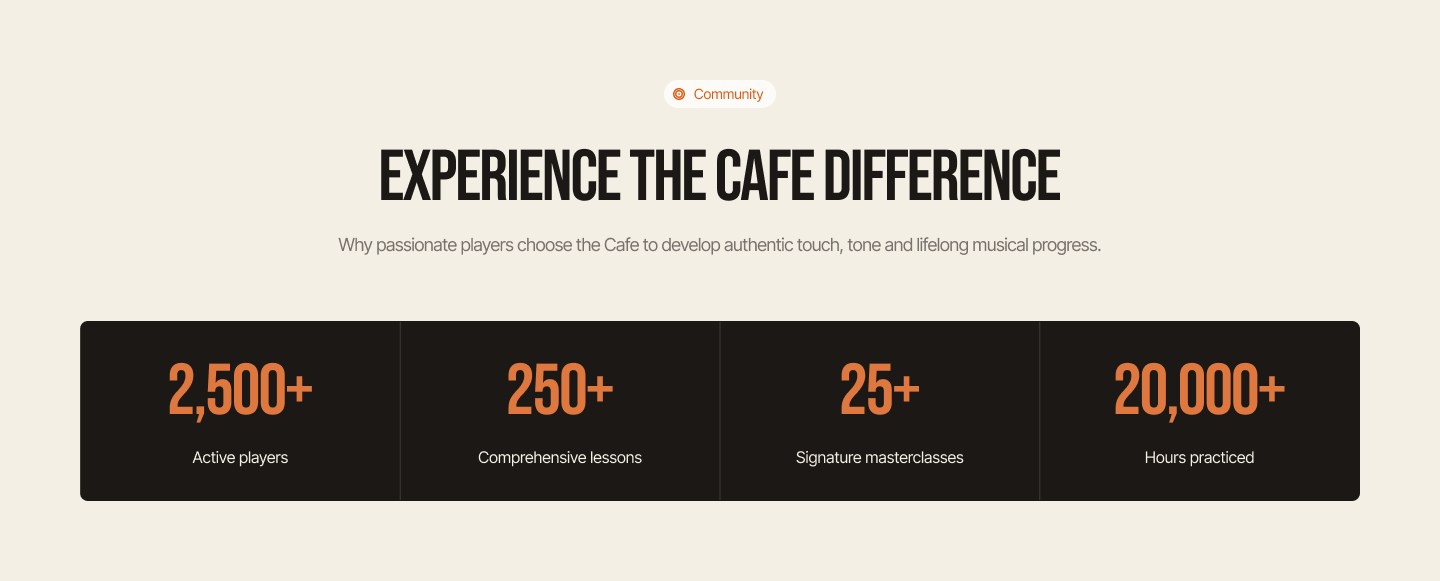 Community
EXPERIENCE THE CAFE DIFFERENCE
Why passionate players choose the Cafe to develop authentic touch, tone and lifelong musical progress.
2,500+
Active players
250+
Comprehensive lessons
25+
Signature masterclasses
20,000+
Hours practiced